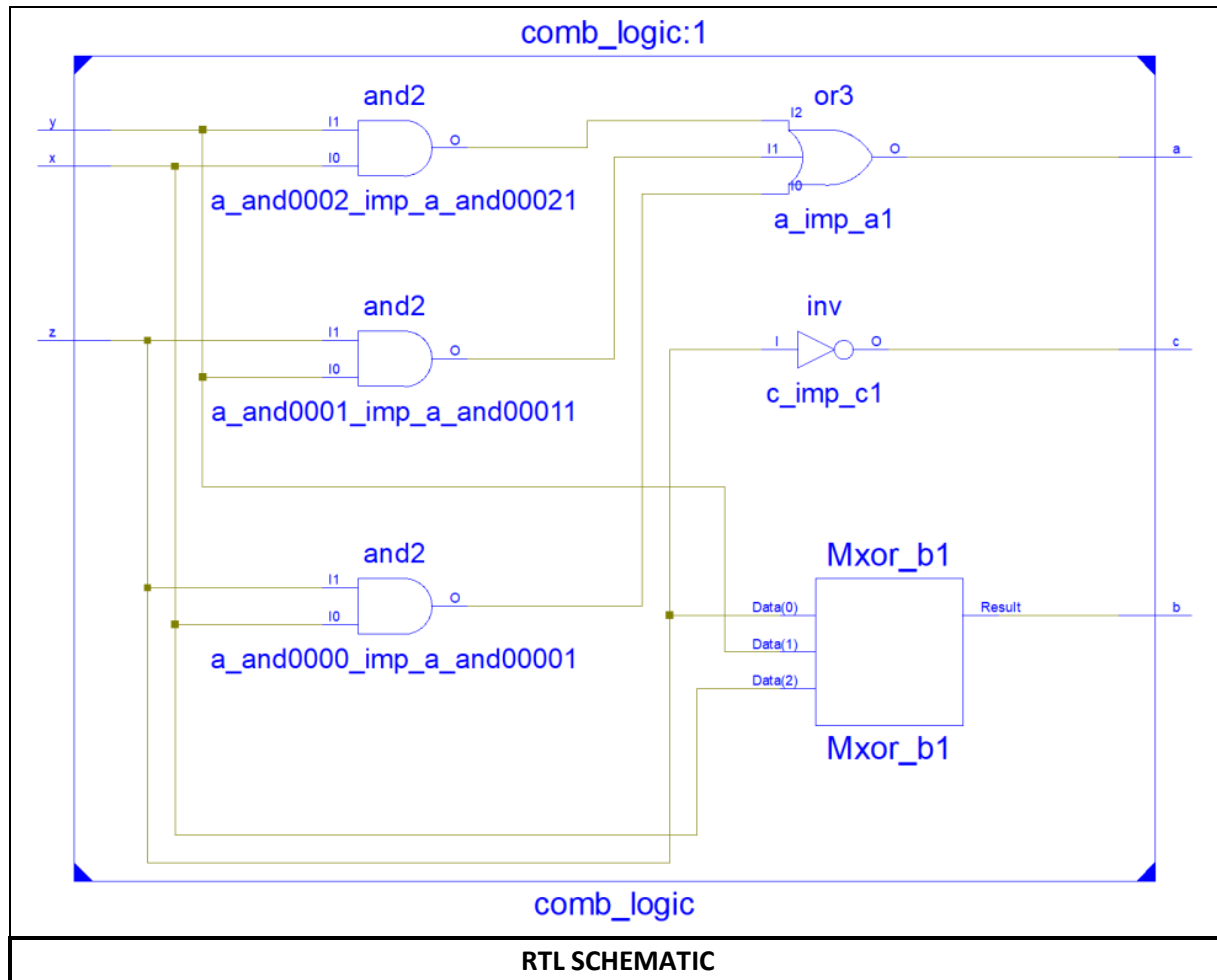 comb_logic:1
and2
or3
y
I1
O
I2
x
I0
I1
O
a
I0
a_and0002_imp_a_and00021
a_imp_a1
and2
inv
z
I1
O
I
O
c
I0
a_and0001_imp_a_and00011
c_imp_c1
and2
Mxor_b1
I1
O
Data(0)
Result
b
I0
Data(1)
a_and0000_imp_a_and00001
Data(2)
Mxor_b1
comb_logic
RTL SCHEMATIC